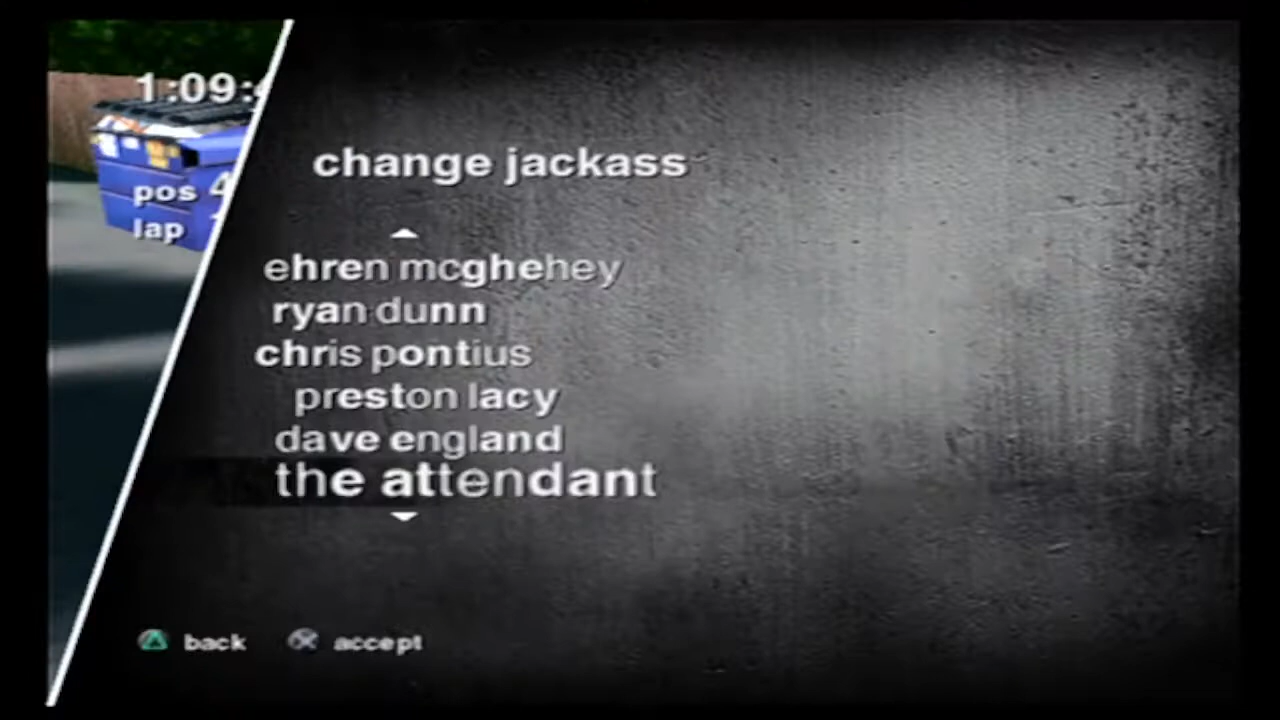 1:09:4
pos 4
lap
change jackass
ehren mcghehey
ryan dunn
chris pontius
preston lacy
dave england
the attendant
back
accept